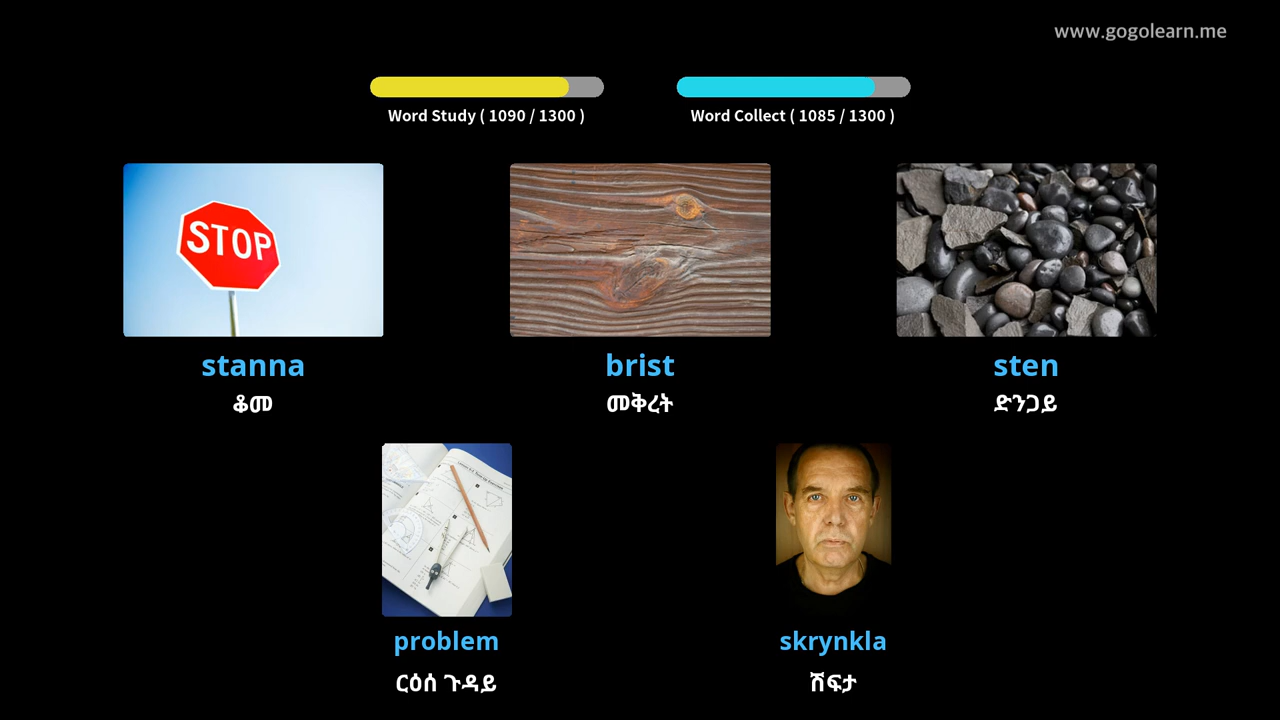 www.gogolearn.me
Word Study ( 1090 / 1300 )
Word Collect ( 1085 / 1300 )
STOP
stanna
ቆመ
brist
መቅረት
sten
ድንጋይ
problem
ርዕሰ ጉዳይ
skrynkla
ሽፍታ